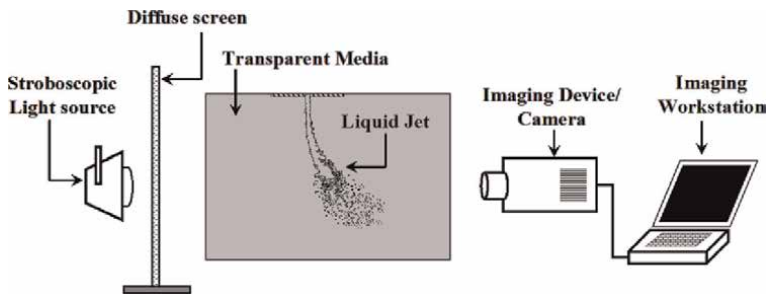 Diffuse screen
Stroboscopic
Light source
Transparent Media
Liquid Jet
Imaging Device/
Camera
Imaging
Workstation